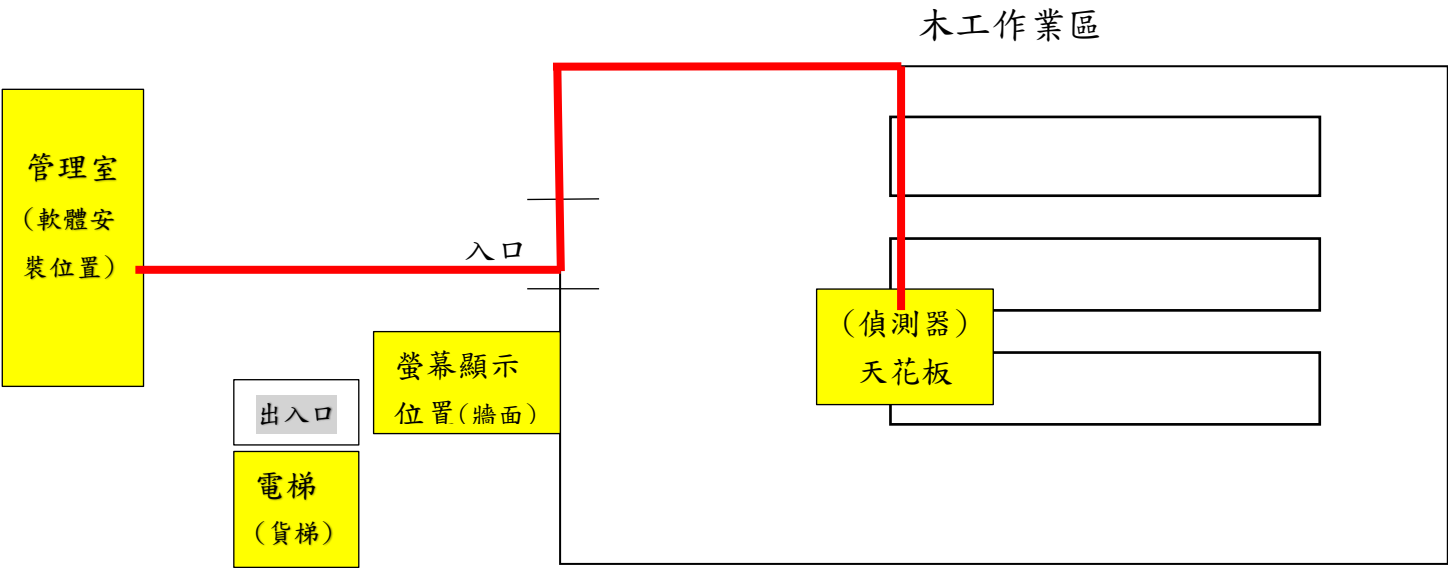 木工作業區
管理室
（軟體安
裝位置）
入口
（偵測器）
天花板
螢幕顯示
位置(牆面)
出入口
電梯
（貨梯）